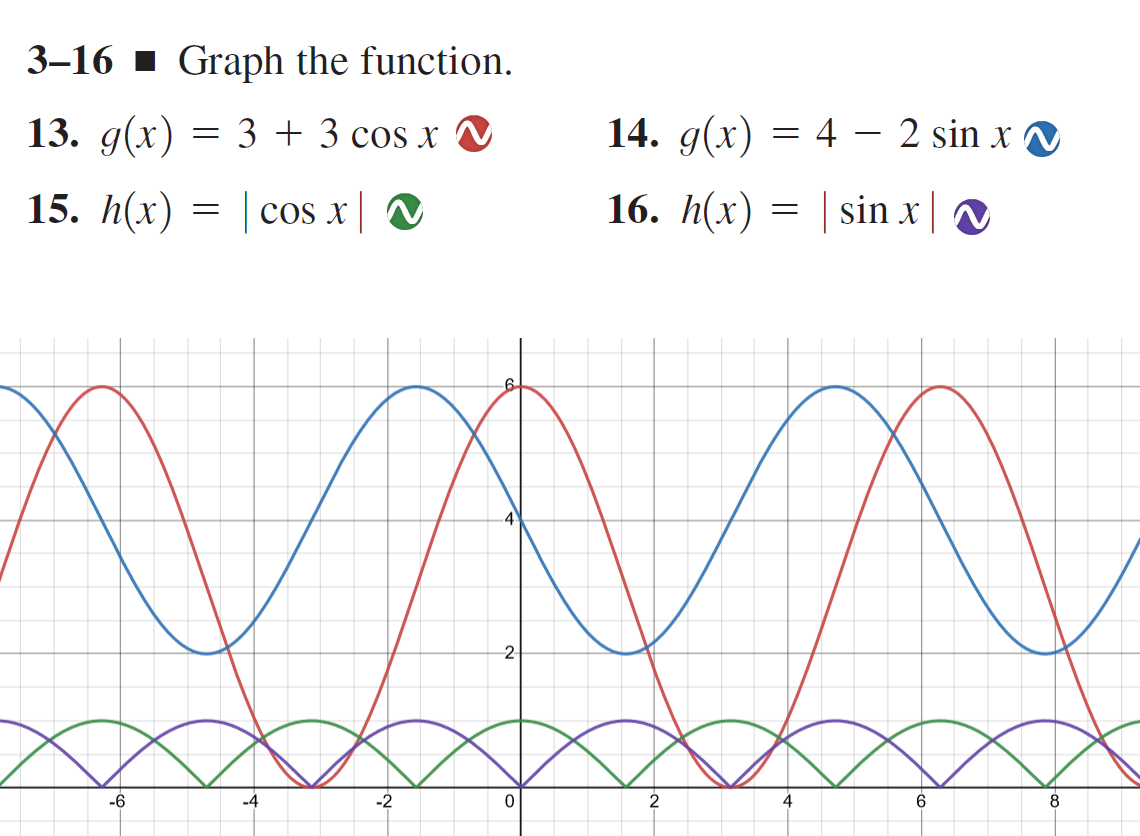 3–16 ■ Graph the function.
13. g(x) = 3 + 3 cos x 14. g(x) = 4 − 2 sin x
15. h(x) = | cos x | 16. h(x) = | sin x |
6
4
2
-6 -4 -2 0 2 4 6 8